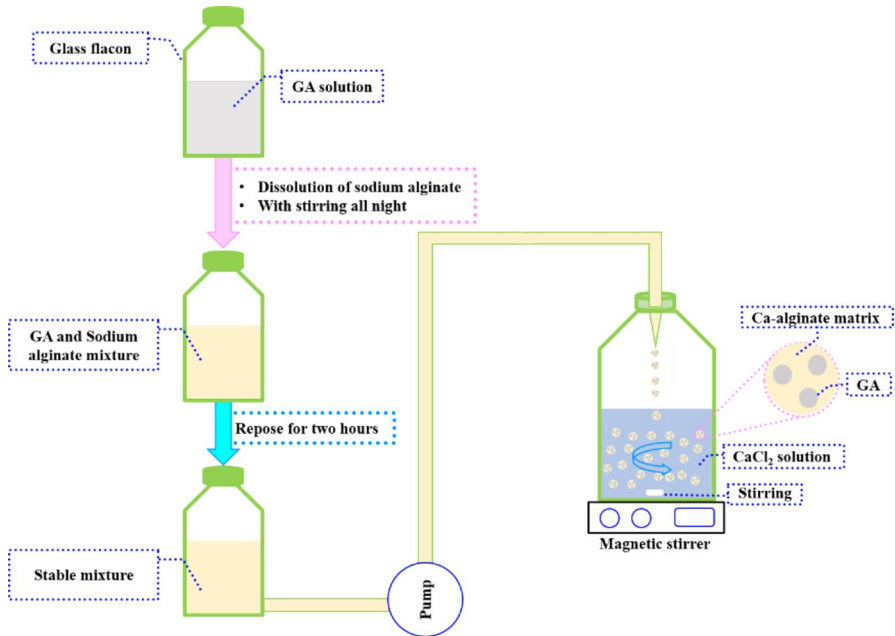 Glass flacon
GA solution
• Dissolution of sodium alginate
• With stirring all night
GA and Sodium
alginate mixture
Repose for two hours
Stable mixture
Pump
Ca-alginate matrix
GA
CaCl₂ solution
Stirring
Magnetic stirrer